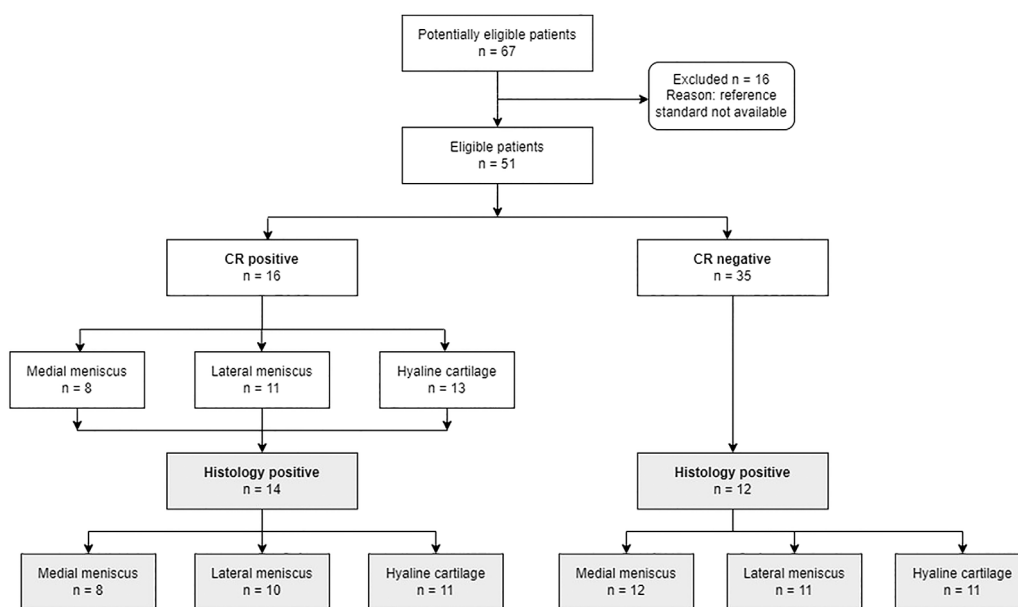 Potentially eligible patients
n = 67
Excluded n = 16
Reason: reference
standard not available
Eligible patients
n = 51
CR positive
n = 16
CR negative
n = 35
Medial meniscus
n = 8
Lateral meniscus
n = 11
Hyaline cartilage
n = 13
Histology positive
n = 14
Histology positive
n = 12
Medial meniscus
n = 8
Lateral meniscus
n = 10
Hyaline cartilage
n = 11
Medial meniscus
n = 12
Lateral meniscus
n = 11
Hyaline cartilage
n = 11